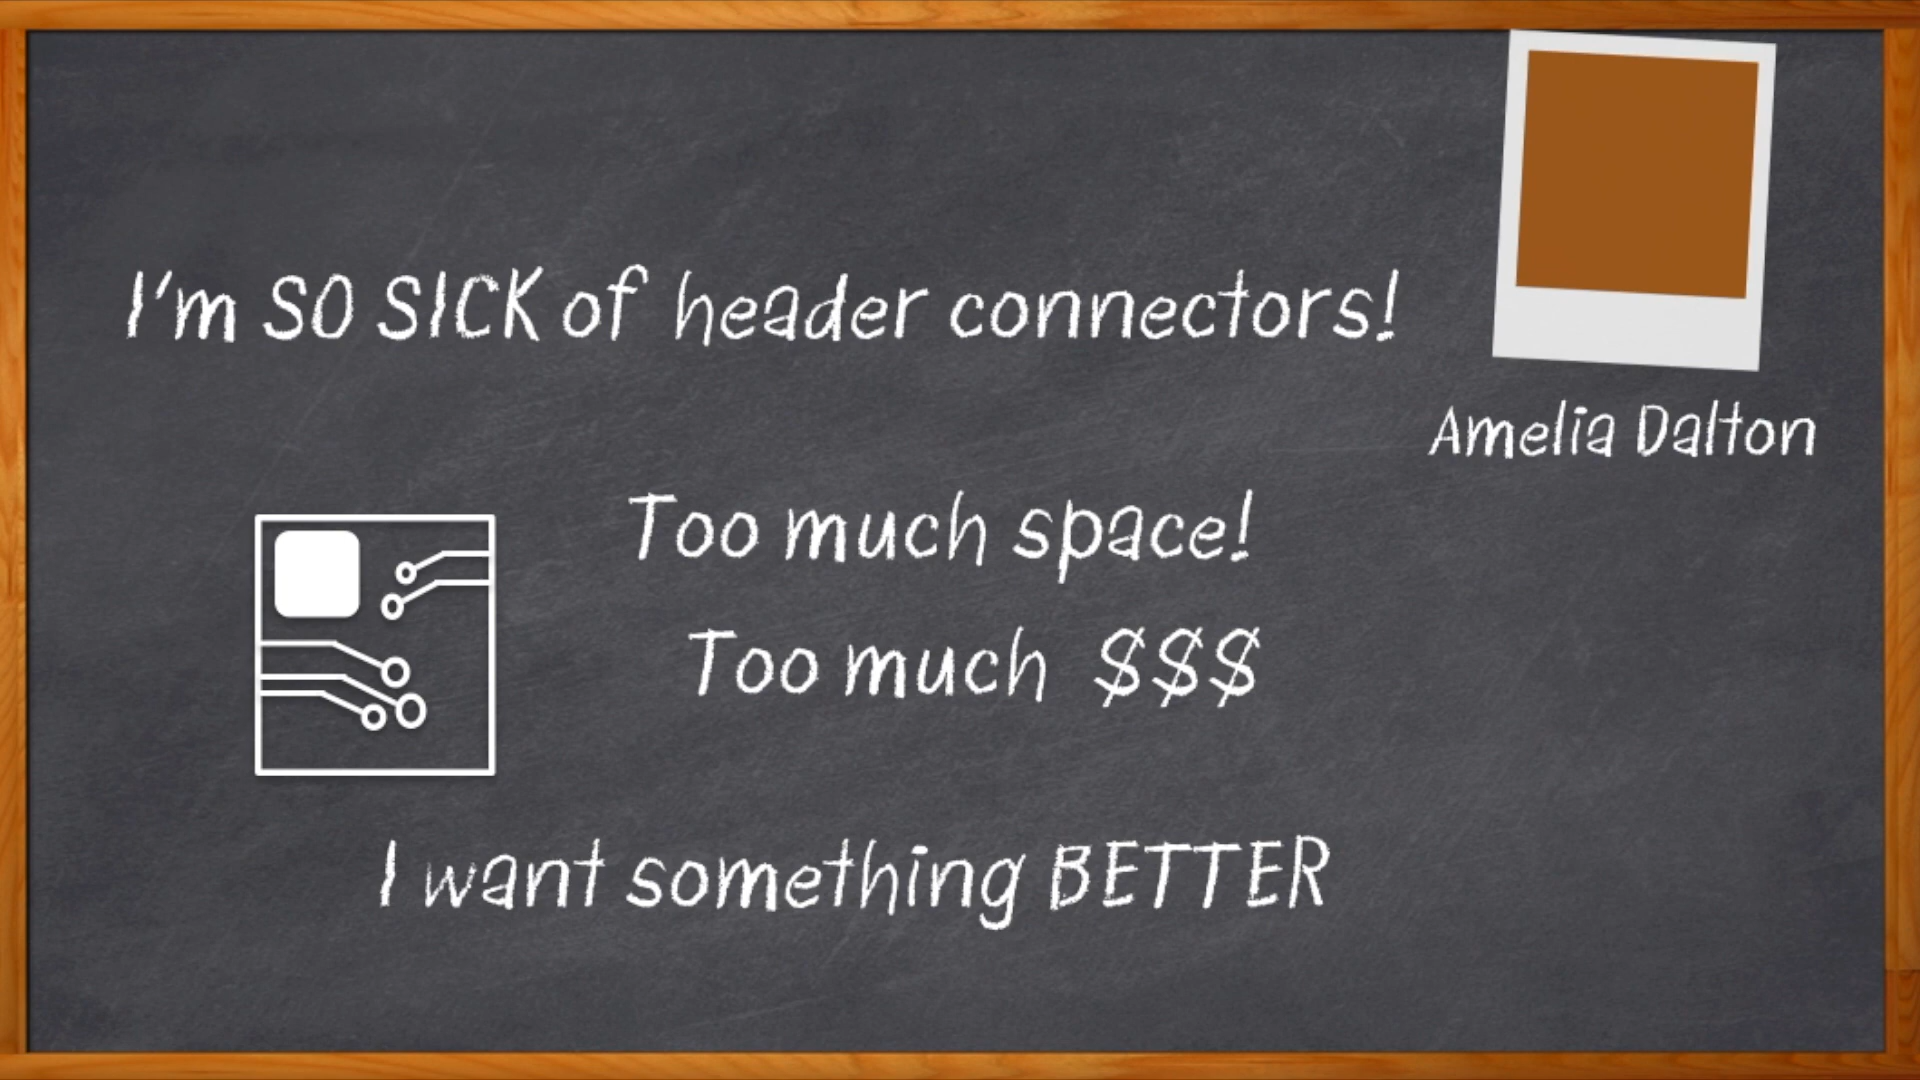 I'm SO SICK of header connectors!
Amelia Dalton
Too much space!
Too much $$$
I want something BETTER